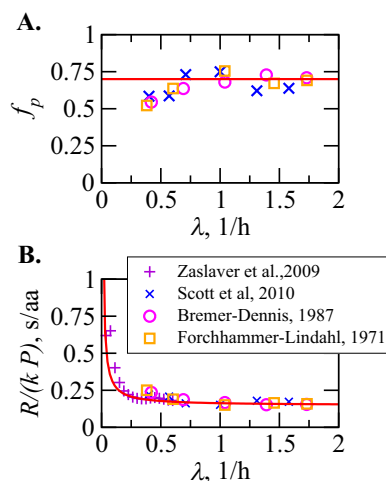 A.
1
0.75
0.5
0.25
0
f_p
0 0.5 1 1.5 2
λ, 1/h
B.
1
0.75
0.5
0.25
0
R/(k P), s/aa
Zaslaver et al.,2009
Scott et al, 2010
Bremer-Dennis, 1987
Forchhammer-Lindahl, 1971
0 0.5 1 1.5 2
λ, 1/h